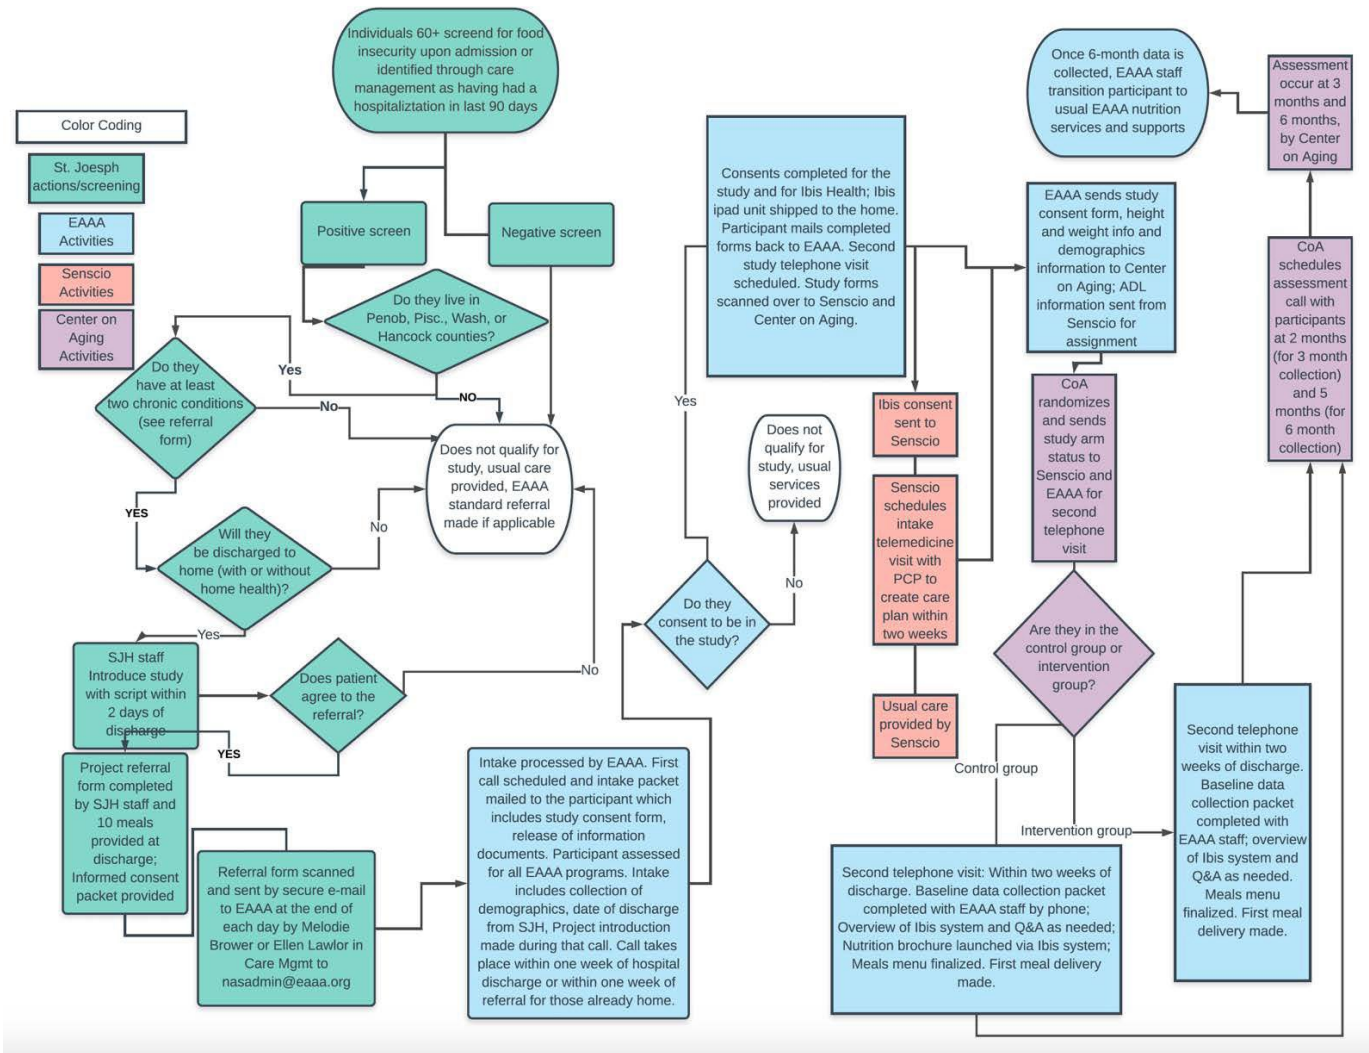 Individuals 60+ screend for food
insecurity upon admission or
identified through care
management as having had a
hospitaliztation in last 90 days
Color Coding
St. Joesph
actions/screening
EAAA
Activities
Senscio
Activities
Center on
Aging
Activities
Positive screen
Negative screen
Do they live in
Penob, Pisc., Wash, or
Hancock counties?
Yes
NO
Do they
have at least
two chronic conditions
(see referral
form)
No
YES
Does not qualify for
study, usual care
provided, EAAA
standard referral
made if applicable
Will they
be discharged to
home (with or without
home health)?
No
Yes
SJH staff
Introduce study
with script within
2 days of
discharge
Does patient
agree to the
referral?
No
YES
Project referral
form completed
by SJH staff and
10 meals
provided at
discharge;
Informed consent
packet provided
Referral form scanned
and sent by secure e-mail
to EAAA at the end of
each day by Melodie
Brower or Ellen Lawlor in
Care Mgmt to
nasadmin@eaaa.org
Intake processed by EAAA. First
call scheduled and intake packet
mailed to the participant which
includes study consent form,
release of information
documents. Participant assessed
for all EAAA programs. Intake
includes collection of
demographics, date of discharge
from SJH, Project introduction
made during that call. Call takes
place within one week of hospital
discharge or within one week of
referral for those already home.
Do they
consent to be in
the study?
Yes
No
Does not
qualify for
study, usual
services
provided
Consents completed for the
study and for Ibis Health; Ibis
ipad unit shipped to the home.
Participant mails completed
forms back to EAAA. Second
study telephone visit
scheduled. Study forms
scanned over to Senscio and
Center on Aging.
Ibis consent
sent to
Senscio
Senscio
schedules
intake
telemedicine
visit with
PCP to
create care
plan within
two weeks
Usual care
provided by
Senscio
EAAA sends study
consent form, height
and weight info and
demographics
information to Center
on Aging; ADL
information sent from
Senscio for
assignment
CoA
randomizes
and sends
study arm
status to
Senscio and
EAAA for
second
telephone
visit
Are they in the
control group or
intervention
group?
Control group
Intervention group
Second telephone visit: Within two weeks of
discharge. Baseline data collection packet
completed with EAAA staff by phone;
Overview of Ibis system and Q&A as needed;
Nutrition brochure launched via Ibis system;
Meals menu finalized. First meal delivery
made.
Second telephone
visit within two
weeks of discharge.
Baseline data
collection packet
completed with
EAAA staff; overview
of Ibis system and
Q&A as needed.
Meals menu
finalized. First meal
delivery made.
CoA
schedules
assessment
call with
participants
at 2 months
(for 3 month
collection)
and 5
months (for
6 month
collection)
Assessment
occur at 3
months and
6 months,
by Center
on Aging
Once 6-month data is
collected, EAAA staff
transition participant to
usual EAAA nutrition
services and supports